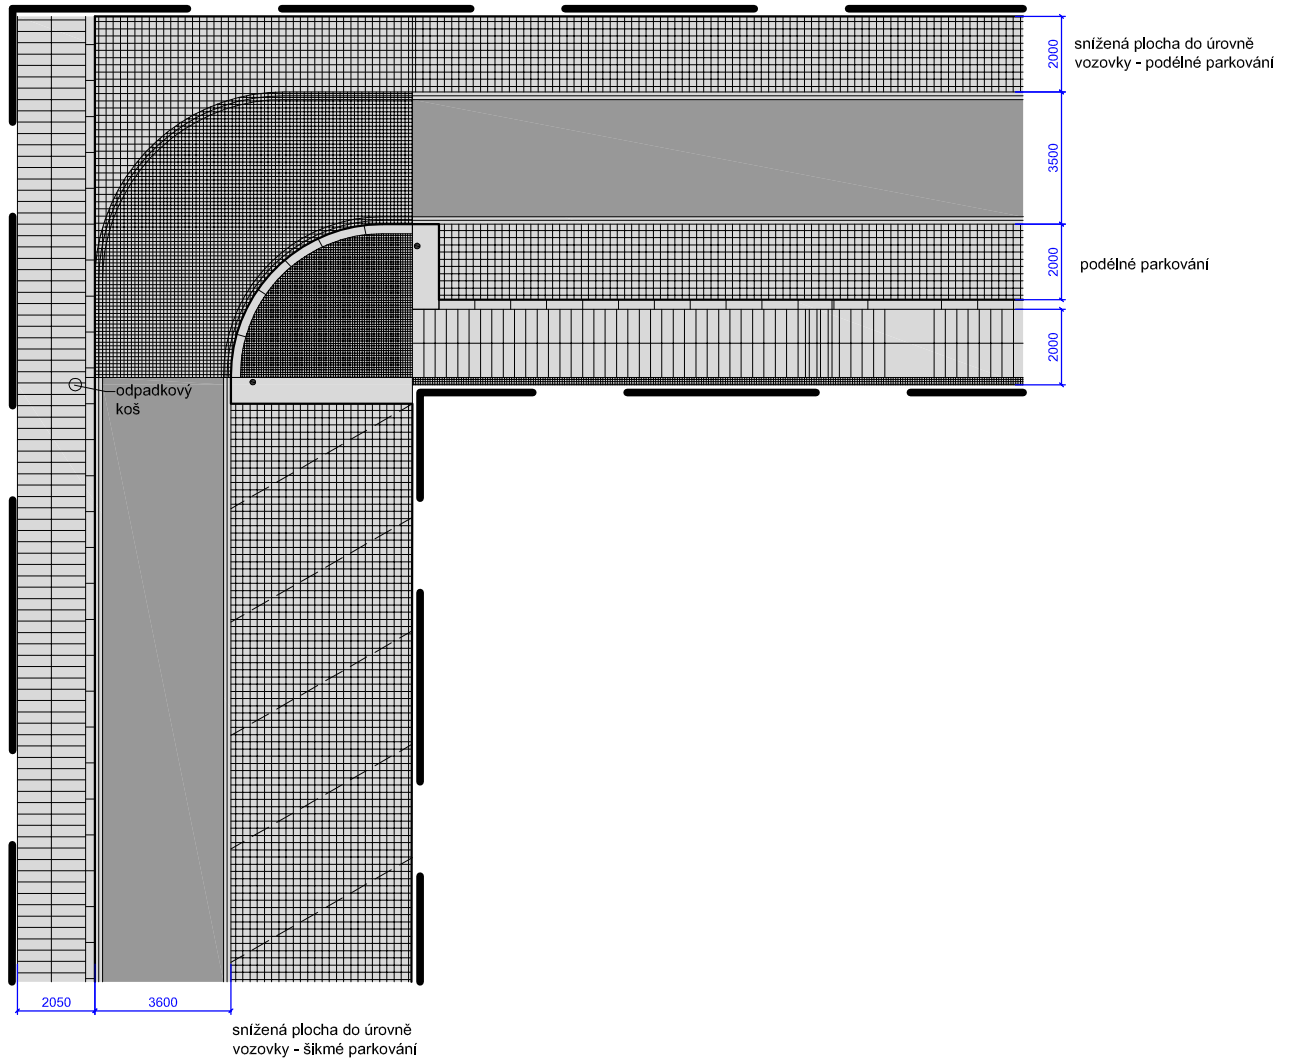 2000
snížená plocha do úrovně
vozovky - podélné parkování
3500
2000
podélné parkování
2000
odpadkový
koš
2050
3600
snížená plocha do úrovně
vozovky - šikmé parkování